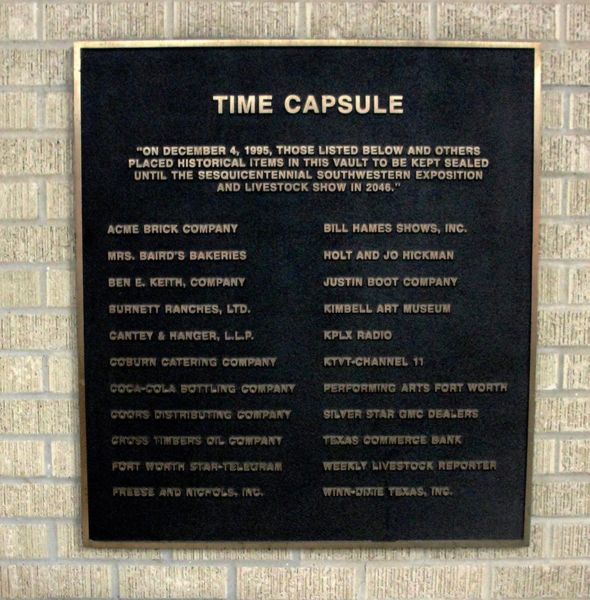 TIME CAPSULE
"ON DECEMBER 4, 1995, THOSE LISTED BELOW AND OTHERS
PLACED HISTORICAL ITEMS IN THIS VAULT TO BE KEPT SEALED
UNTIL THE SESQUICENTENNIAL SOUTHWESTERN EXPOSITION
AND LIVESTOCK SHOW IN 2046."
ACME BRICK COMPANY
MRS. BAIRD'S BAKERIES
BEN E. KEITH, COMPANY
BURNETT RANCHES, LTD.
CANTEY & HANGER, L.L.P.
COBURN CATERING COMPANY
COCA-COLA BOTTLING COMPANY
COORS DISTRIBUTING COMPANY
CROSS TIMBERS OIL COMPANY
FORT WORTH STAR-TELEGRAM
FREESE AND NICHOLS, INC.
BILL HAMES SHOWS, INC.
HOLT AND JO HICKMAN
JUSTIN BOOT COMPANY
KIMBELL ART MUSEUM
KPLX RADIO
KTVT-CHANNEL 11
PERFORMING ARTS FORT WORTH
SILVER STAR GMC DEALERS
TEXAS COMMERCE BANK
WEEKLY LIVESTOCK REPORTER
WINN-DIXIE TEXAS, INC.